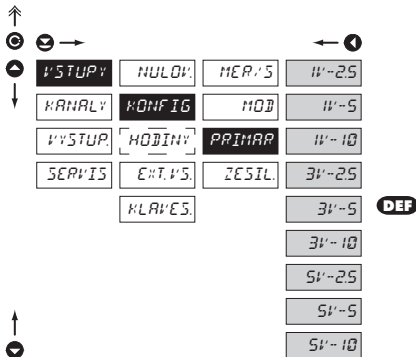 VSTUPY NULOV. MER/S 1V-2.5
KANALY KONFIG MOD 1V-5
VYSTUP. HODINY PRIMAR 1V-10
SERVIS EXT.VS. ZESIL. 3V-2.5
KLAVES. 3V-5 DEF
3V-10
5V-2.5
5V-5
5V-10